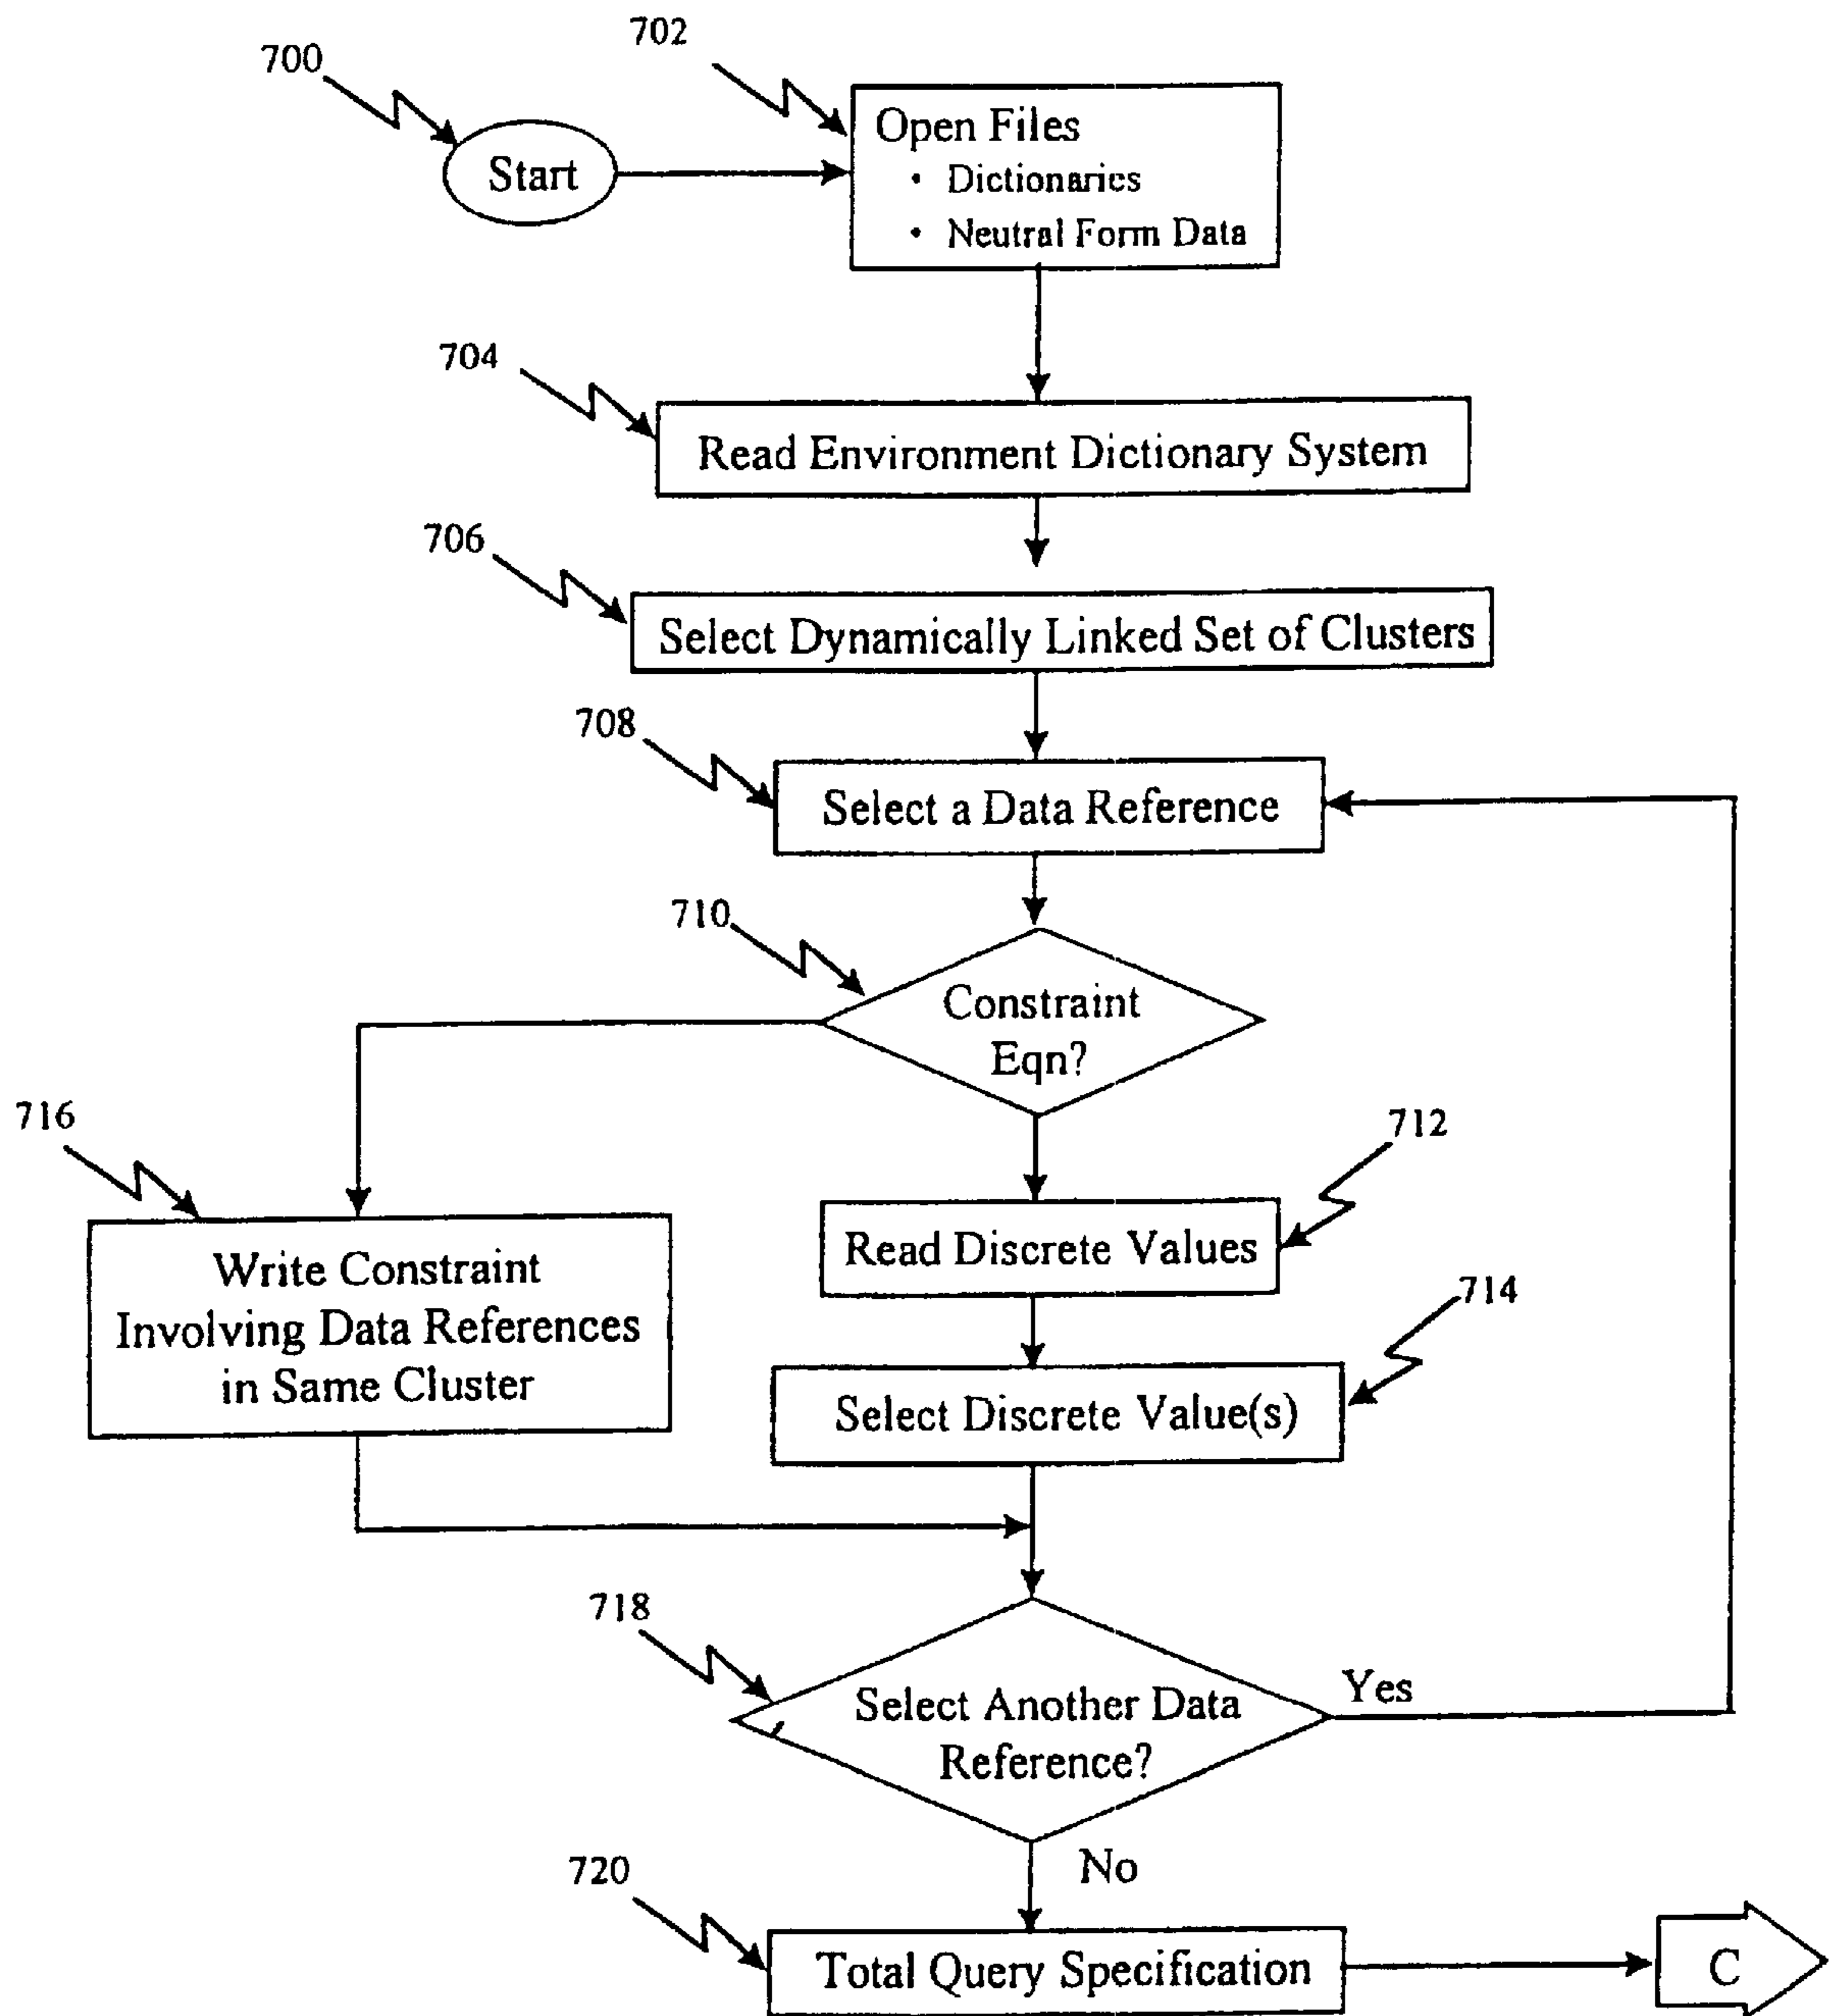 702
700
Open Files
Start
• Dictionaries
• Neutral Form Data
704
Read Environment Dictionary System
706
Select Dynamically Linked Set of Clusters
708
Select a Data Reference
710
Constraint
Eqn?
716
712
Write Constraint
Involving Data References
in Same Cluster
Read Discrete Values
714
Select Discrete Value(s)
718
Yes
Select Another Data
Reference?
No
720
Total Query Specification
C